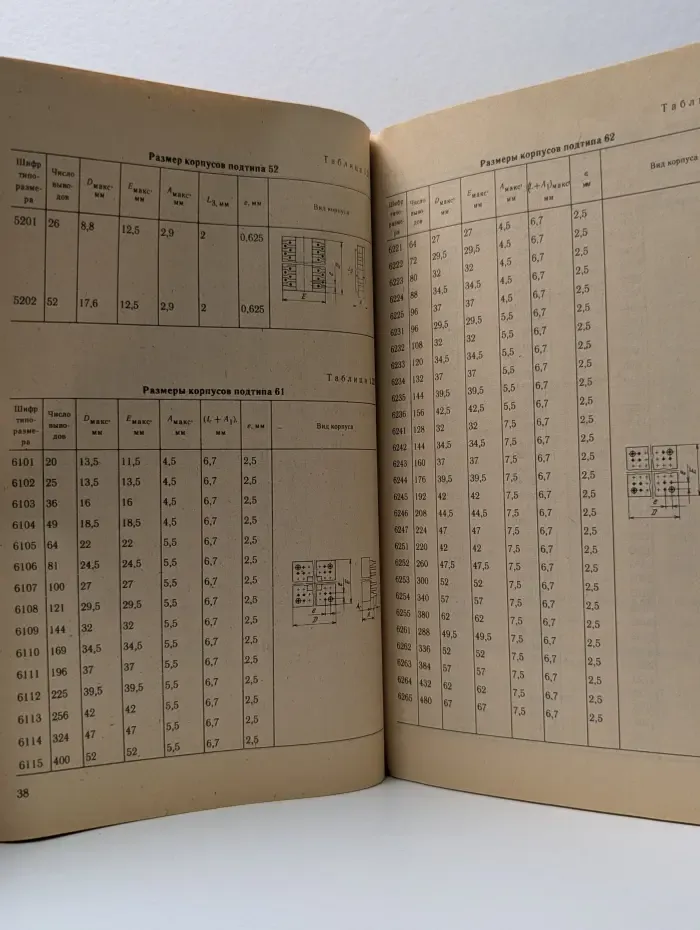 Таблица
Размер корпусов подтипа 52
Шифр типо-разме-ра Число выво-дов Dмакс, мм Eмакс, мм Aмакс, мм L3, мм e, мм Вид корпуса
5201 26 8,8 12,5 2,9 2 0,625
5202 52 17,6 12,5 2,9 2 0,625
Таблица
Размеры корпусов подтипа 61
Шифр типо-разме-ра Число выво-дов Dмакс, мм Eмакс, мм Aмакс, мм (L + A1), мм e, мм Вид корпуса
6101 20 13,5 11,5 4,5 6,7 2,5
6102 25 13,5 13,5 4,5 6,7 2,5
6103 36 16 16 4,5 6,7 2,5
6104 49 18,5 18,5 4,5 6,7 2,5
6105 64 22 22 5,5 6,7 2,5
6106 81 24,5 24,5 5,5 6,7 2,5
6107 100 27 27 5,5 6,7 2,5
6108 121 29,5 29,5 5,5 6,7 2,5
6109 144 32 32 5,5 6,7 2,5
6110 169 34,5 34,5 5,5 6,7 2,5
6111 196 37 37 5,5 6,7 2,5
6112 225 39,5 39,5 5,5 6,7 2,5
6113 256 42 42 5,5 6,7 2,5
6114 324 47 47 5,5 6,7 2,5
6115 400 52 52 5,5 6,7 2,5
38
Размеры корпусов подтипа 62
Шифр типо-разме-ра Число выво-дов Dмакс, мм Eмакс, мм Aмакс, мм (L+A1)макс, мм e, мм Вид корпуса
6221 64 27 27 4,5 6,7 2,5
6222 72 29,5 29,5 4,5 6,7 2,5
6223 80 32 32 4,5 6,7 2,5
6224 88 34,5 34,5 4,5 6,7 2,5
6225 96 37 37 4,5 6,7 2,5
6231 96 29,5 29,5 5,5 6,7 2,5
6232 108 32 32 5,5 6,7 2,5
6233 120 34,5 34,5 5,5 6,7 2,5
6234 132 37 37 5,5 6,7 2,5
6235 144 39,5 39,5 5,5 6,7 2,5
6236 156 42,5 42,5 5,5 6,7 2,5
6241 128 32 32 7,5 6,7 2,5
6242 144 34,5 34,5 7,5 6,7 2,5
6243 160 37 37 7,5 6,7 2,5
6244 176 39,5 39,5 7,5 6,7 2,5
6245 192 42 42 7,5 6,7 2,5
6246 208 44,5 44,5 7,5 6,7 2,5
6247 224 47 47 7,5 6,7 2,5
6251 220 42 42 7,5 6,7 2,5
6252 260 47,5 47,5 7,5 6,7 2,5
6253 300 52 52 7,5 6,7 2,5
6254 340 57 57 7,5 6,7 2,5
6255 380 62 62 7,5 6,7 2,5
6261 288 49,5 49,5 7,5 6,7 2,5
6262 336 52 52 7,5 6,7 2,5
6263 384 57 57 7,5 6,7 2,5
6264 432 62 62 7,5 6,7 2,5
6265 480 67 67 7,5 6,7 2,5